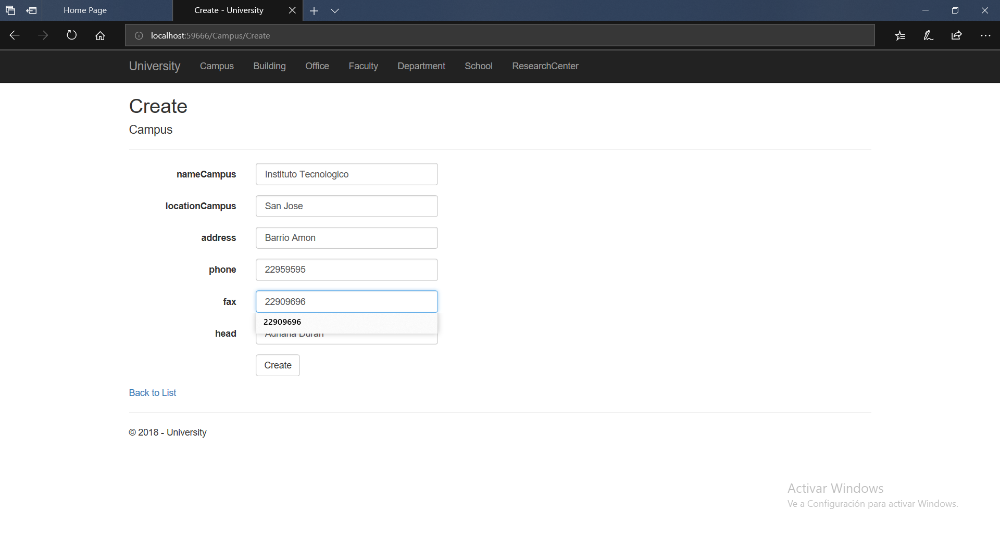 Home Page
Create - University
localhost:59666/Campus/Create
University Campus Building Office Faculty Department School ResearchCenter
Create
Campus
nameCampus Instituto Tecnologico
locationCampus San Jose
address Barrio Amon
phone 22959595
fax 22909696
22909696
head Adriana Duran
Create
Back to List
© 2018 - University
Activar Windows
Ve a Configuración para activar Windows.